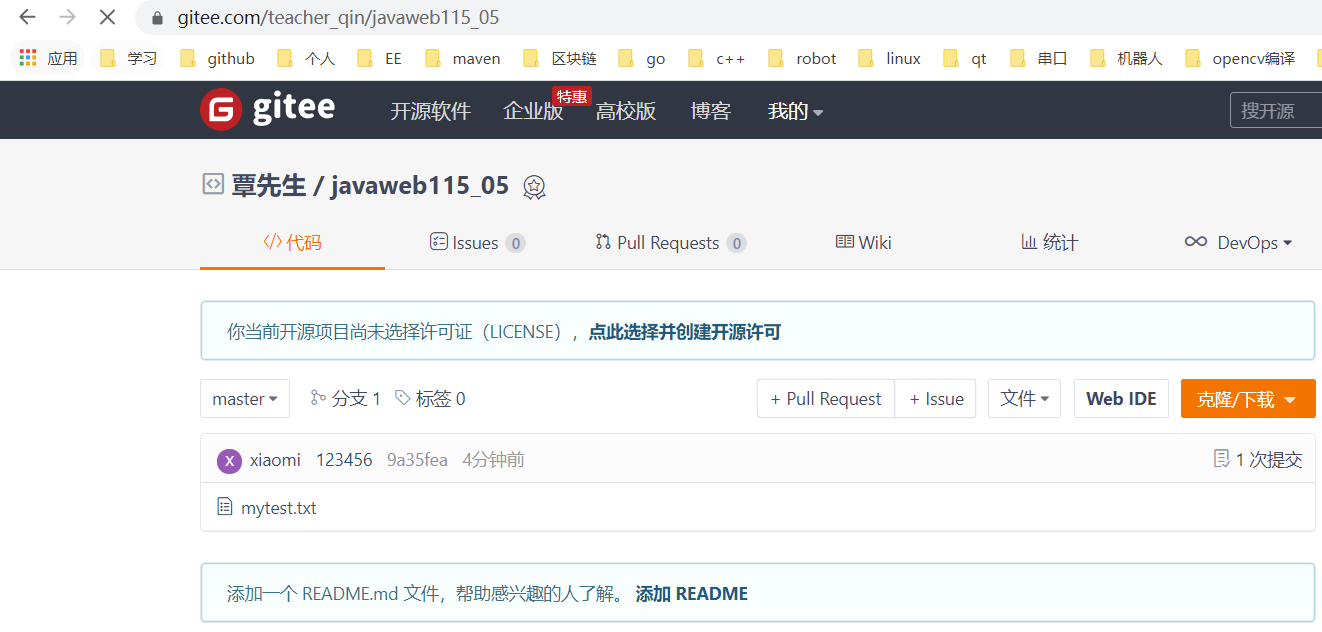 gitee.com/teacher_qin/javaweb115_05
应用 学习 github 个人 EE maven 区块链 go c++ robot linux qt 串口 机器人 opencv编译
G gitee 开源软件 企业版 特惠 高校版 博客 我的 搜开源
覃先生 / javaweb115_05
代码 Issues 0 Pull Requests 0 Wiki 统计 DevOps
你当前开源项目尚未选择许可证（LICENSE），点此选择并创建开源许可
master 分支 1 标签 0 + Pull Request + Issue 文件 Web IDE 克隆/下载
X xiaomi 123456 9a35fea 4分钟前 1 次提交
mytest.txt
添加一个 README.md 文件，帮助感兴趣的人了解。 添加 README